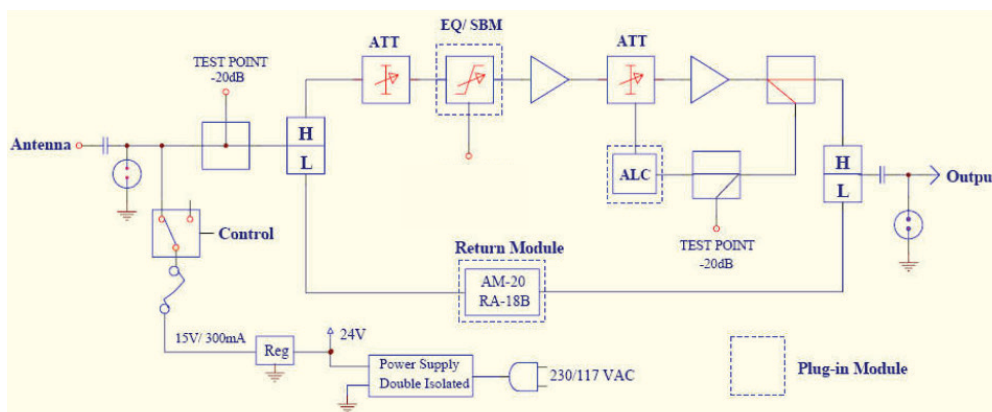 EQ/ SBM
ATT
ATT
TEST POINT
-20dB
H
L
Antenna
ALC
H
L
Output
Control
TEST POINT
-20dB
Return Module
AM-20
RA-18B
15V/ 300mA
24V
Reg
Power Supply
Double Isolated
230/117 VAC
Plug-in Module